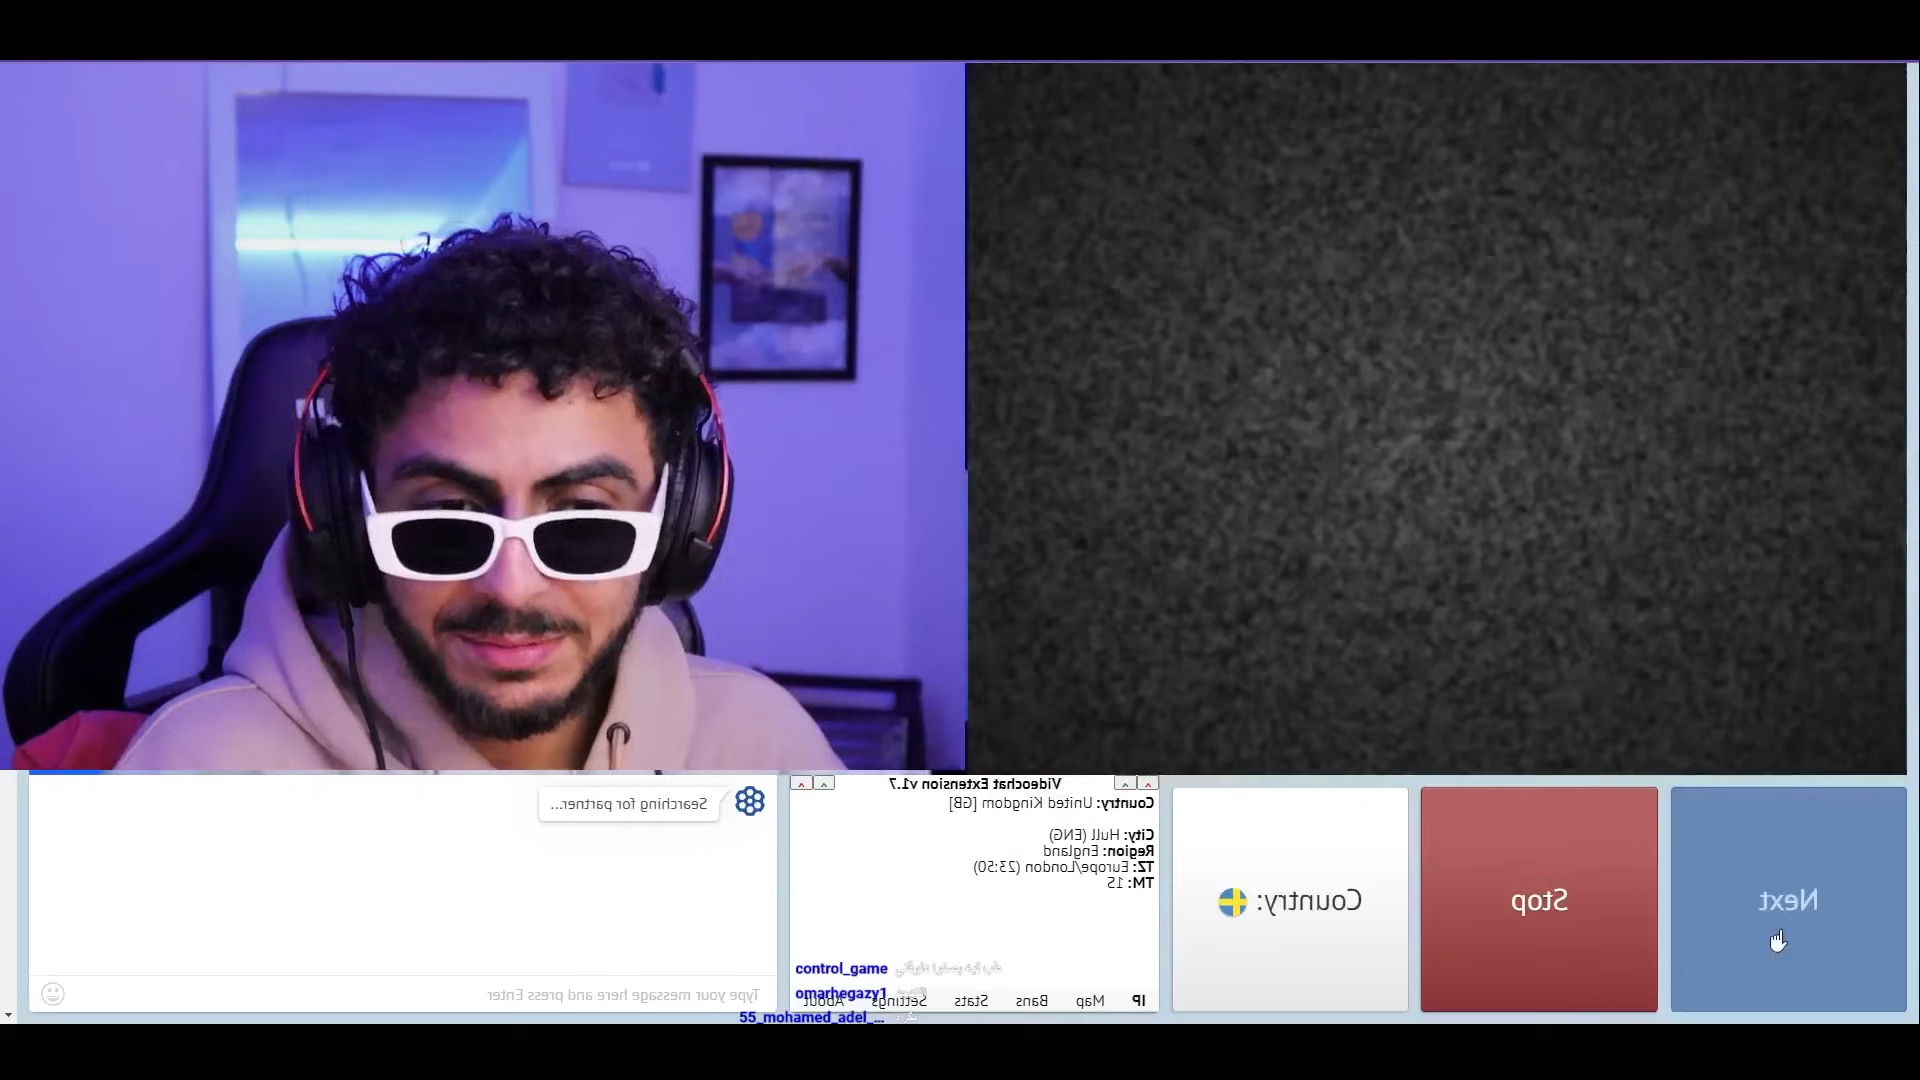 Searching for partner...
Type your message here and press Enter
Videochat Extension v1.7
Country: United Kingdom [GB]
City: Hull (ENG)
Region: England
TZ: Europe/London (23:50)
TM: 15
control_game
omarhegazy1
55_mohamed_adel_...
IP Map Bans Stats Settings About
Country:
Stop
Next